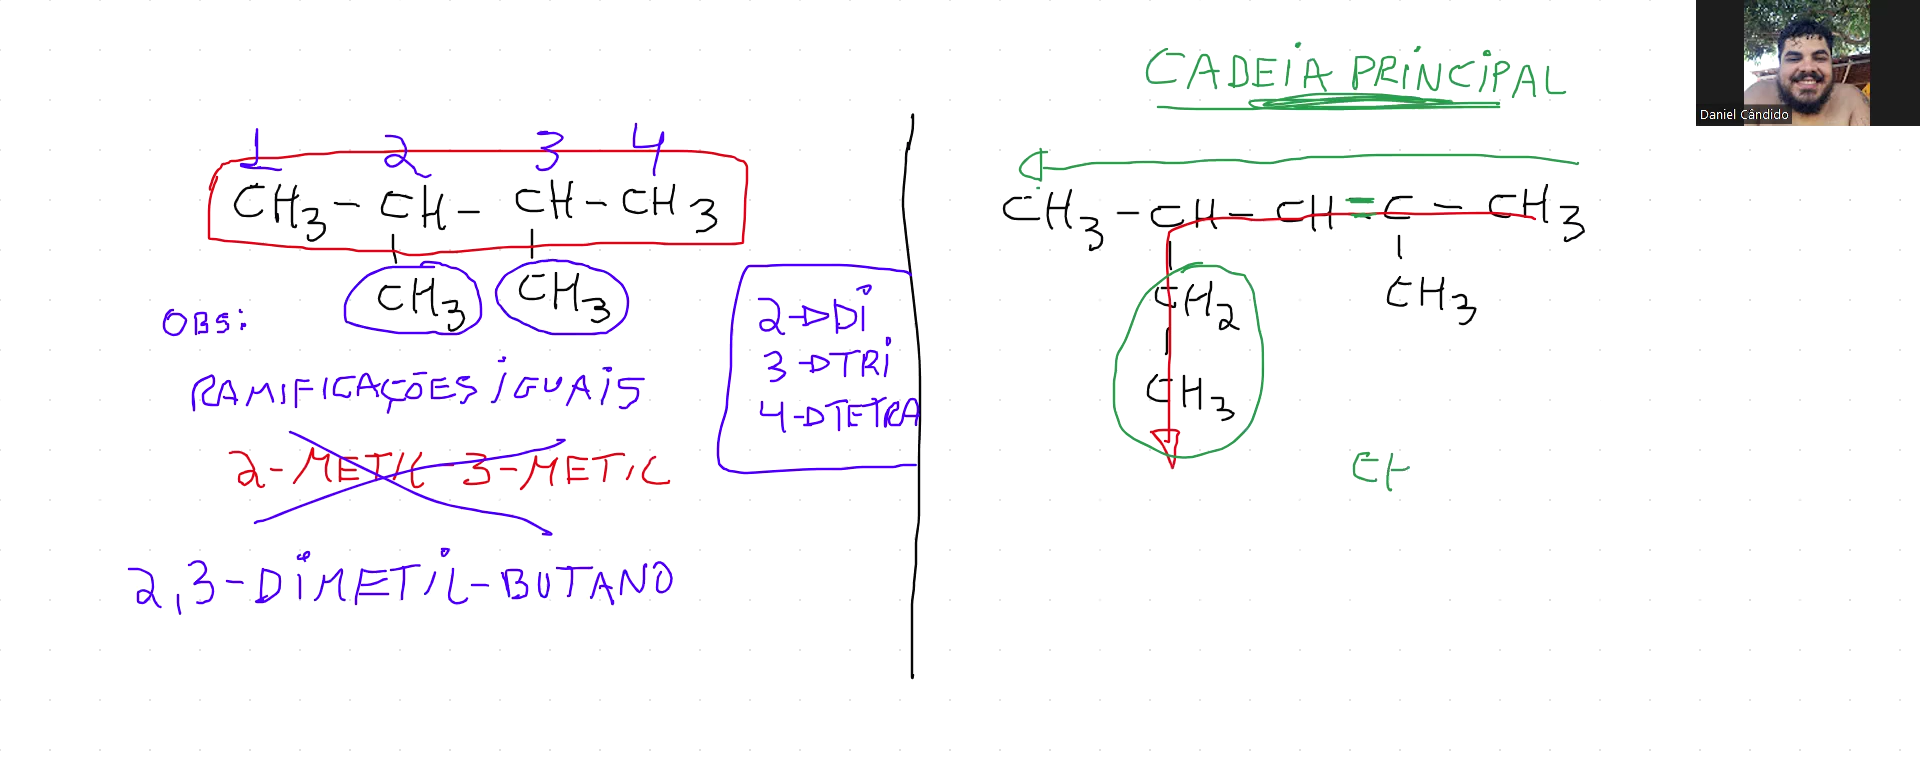 1 2 3 4
CH3 - CH - CH - CH3
CH3 CH3
OBS:
RAMIFICAÇÕES IGUAIS
2-METIL-3-METIL
2,3-DIMETIL-BUTANO
2→DI
3→TRI
4→TETRA
CADEIA PRINCIPAL
CH3 - CH - CH = C - CH3
CH2 CH3
CH3
Daniel Cândido